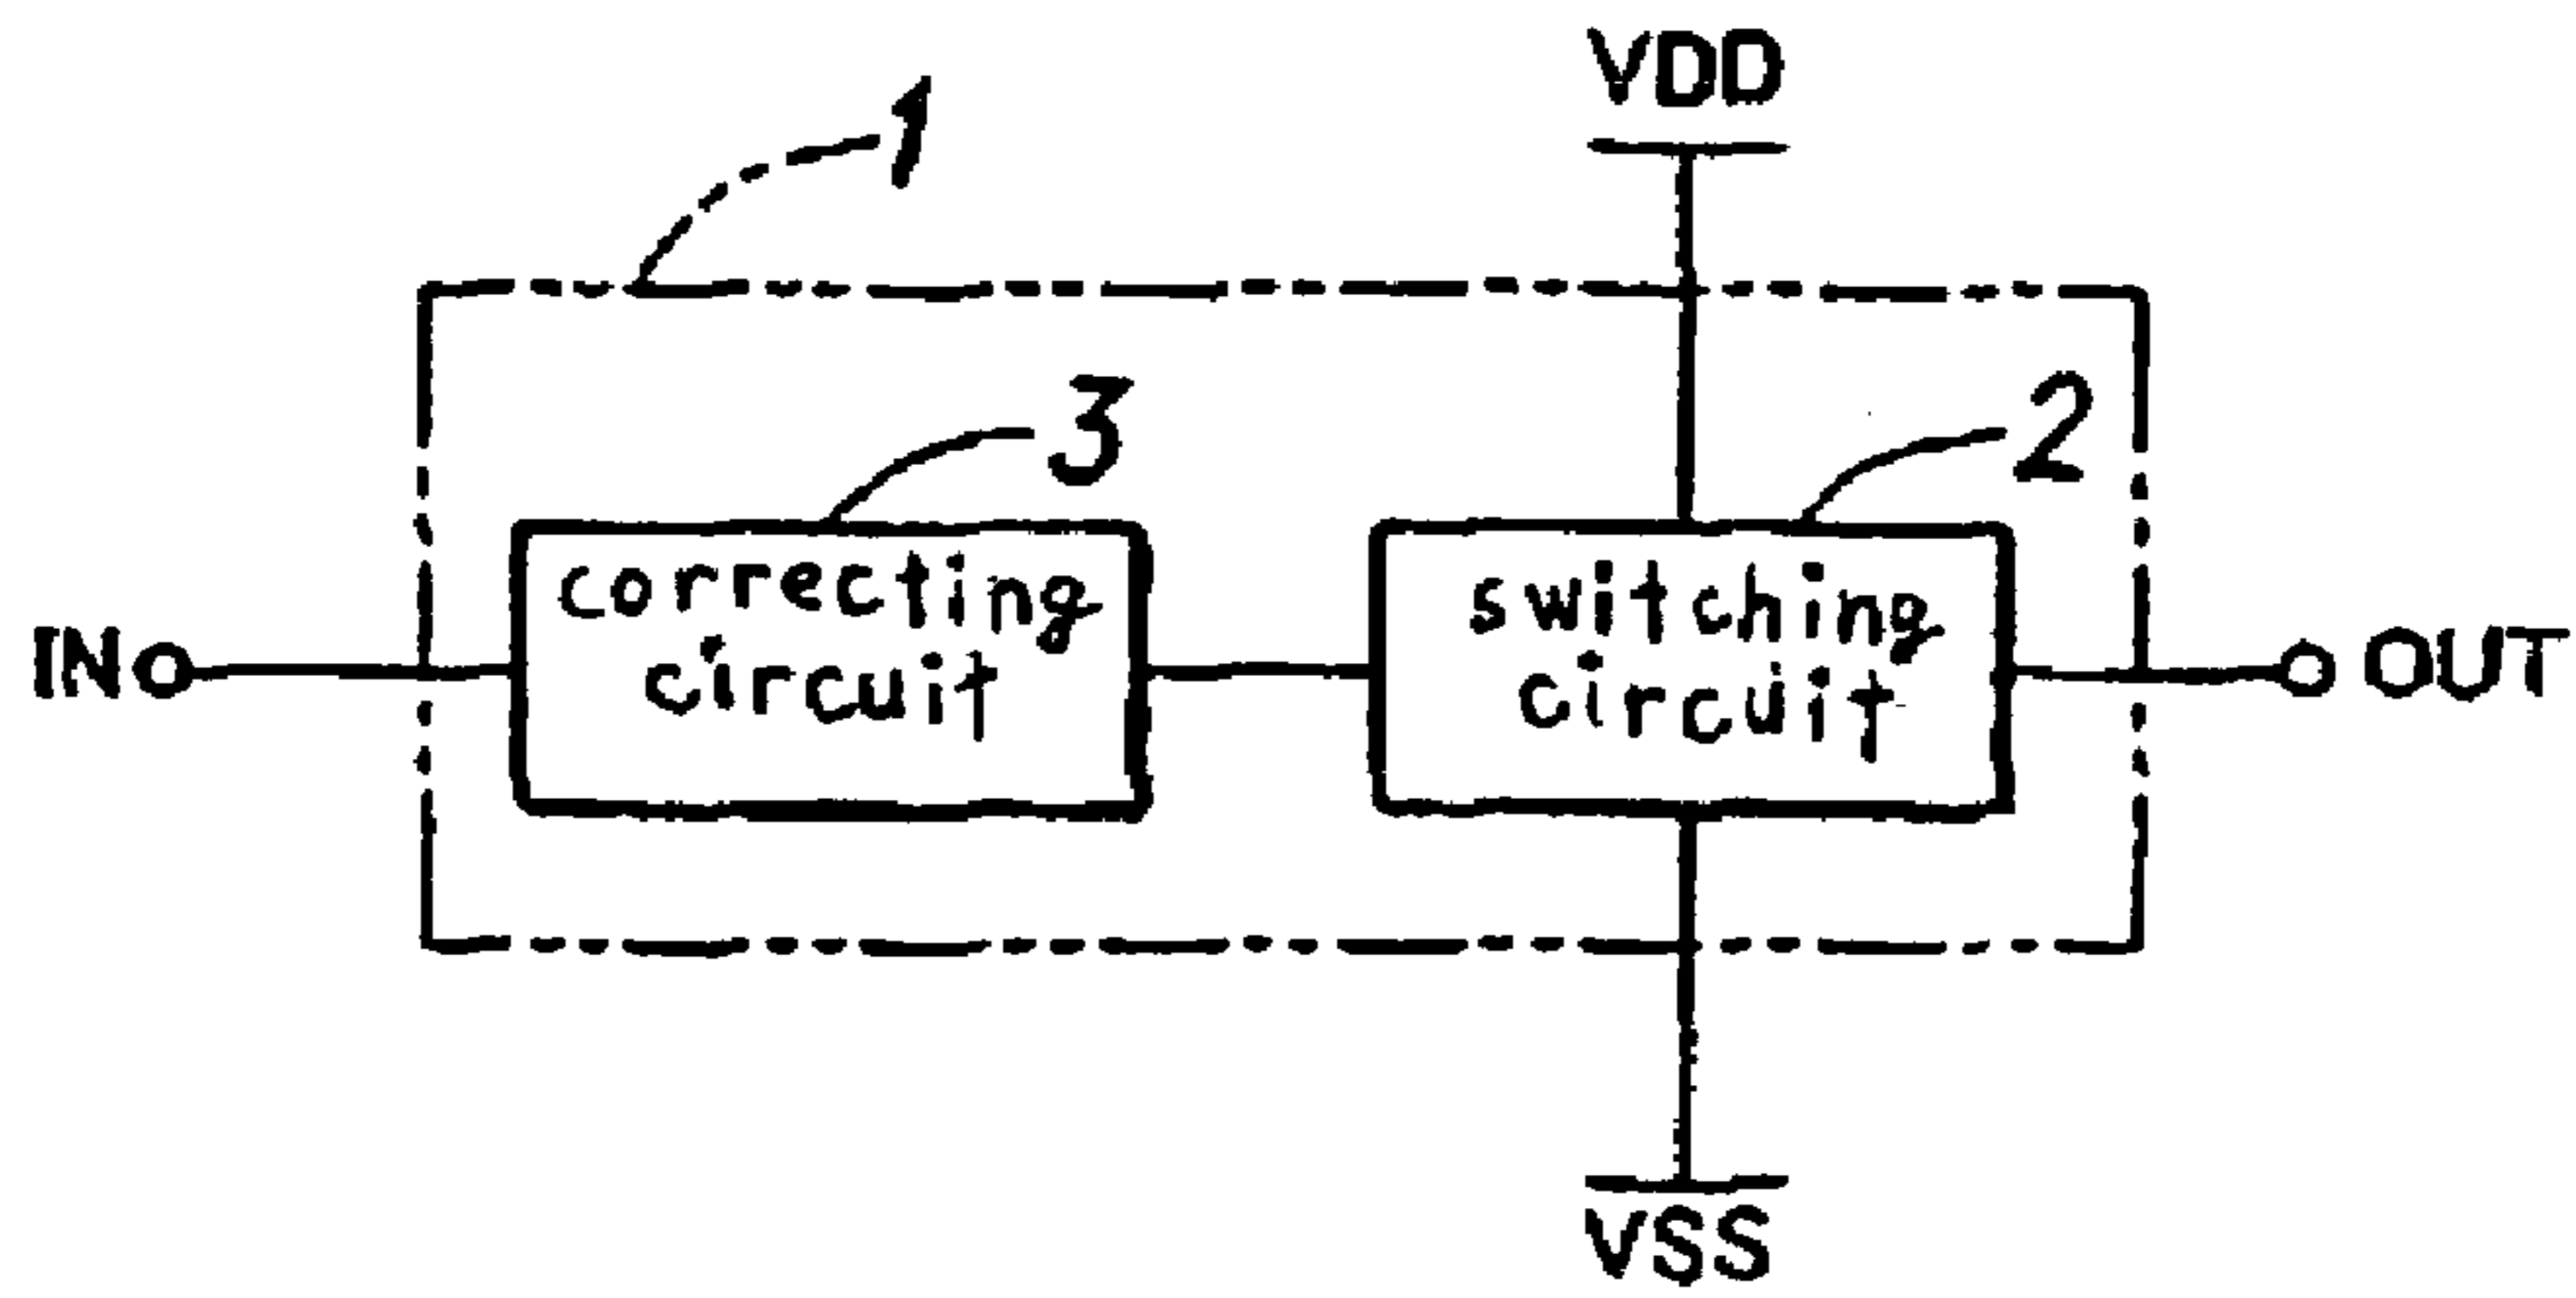 VDD
1
3
2
correcting
circuit
switching
circuit
IN
OUT
VSS